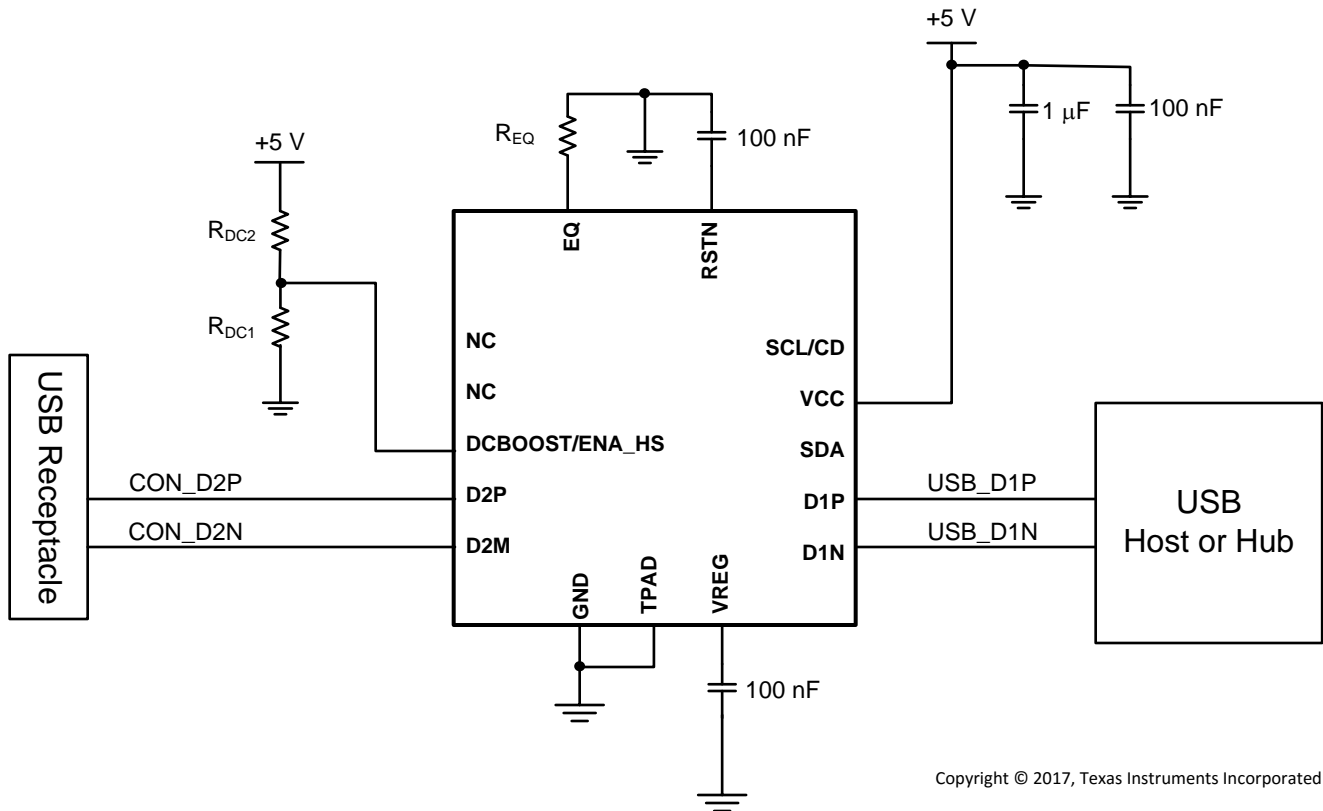 +5 V
1 μF
100 nF
R_EQ
100 nF
+5 V
R_DC2
R_DC1
EQ
RSTN
NC
NC
DCBOOST/ENA_HS
D2P
D2M
SCL/CD
VCC
SDA
D1P
D1N
GND
TPAD
VREG
USB Receptacle
CON_D2P
CON_D2N
USB_D1P
USB_D1N
USB
Host or Hub
100 nF
Copyright © 2017, Texas Instruments Incorporated